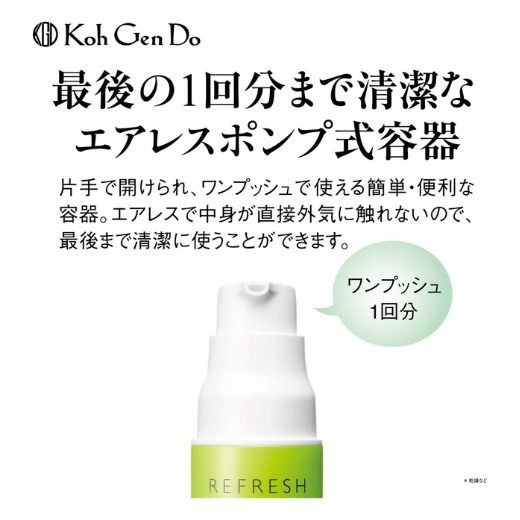 Koh Gen Do
最後の1回分まで清潔な
エアレスポンプ式容器
片手で開けられ、ワンプッシュで使える簡単・便利な
容器。エアレスで中身が直接外気に触れないので、
最後まで清潔に使うことができます。
ワンプッシュ
1回分
REFRESH
＊乾燥など